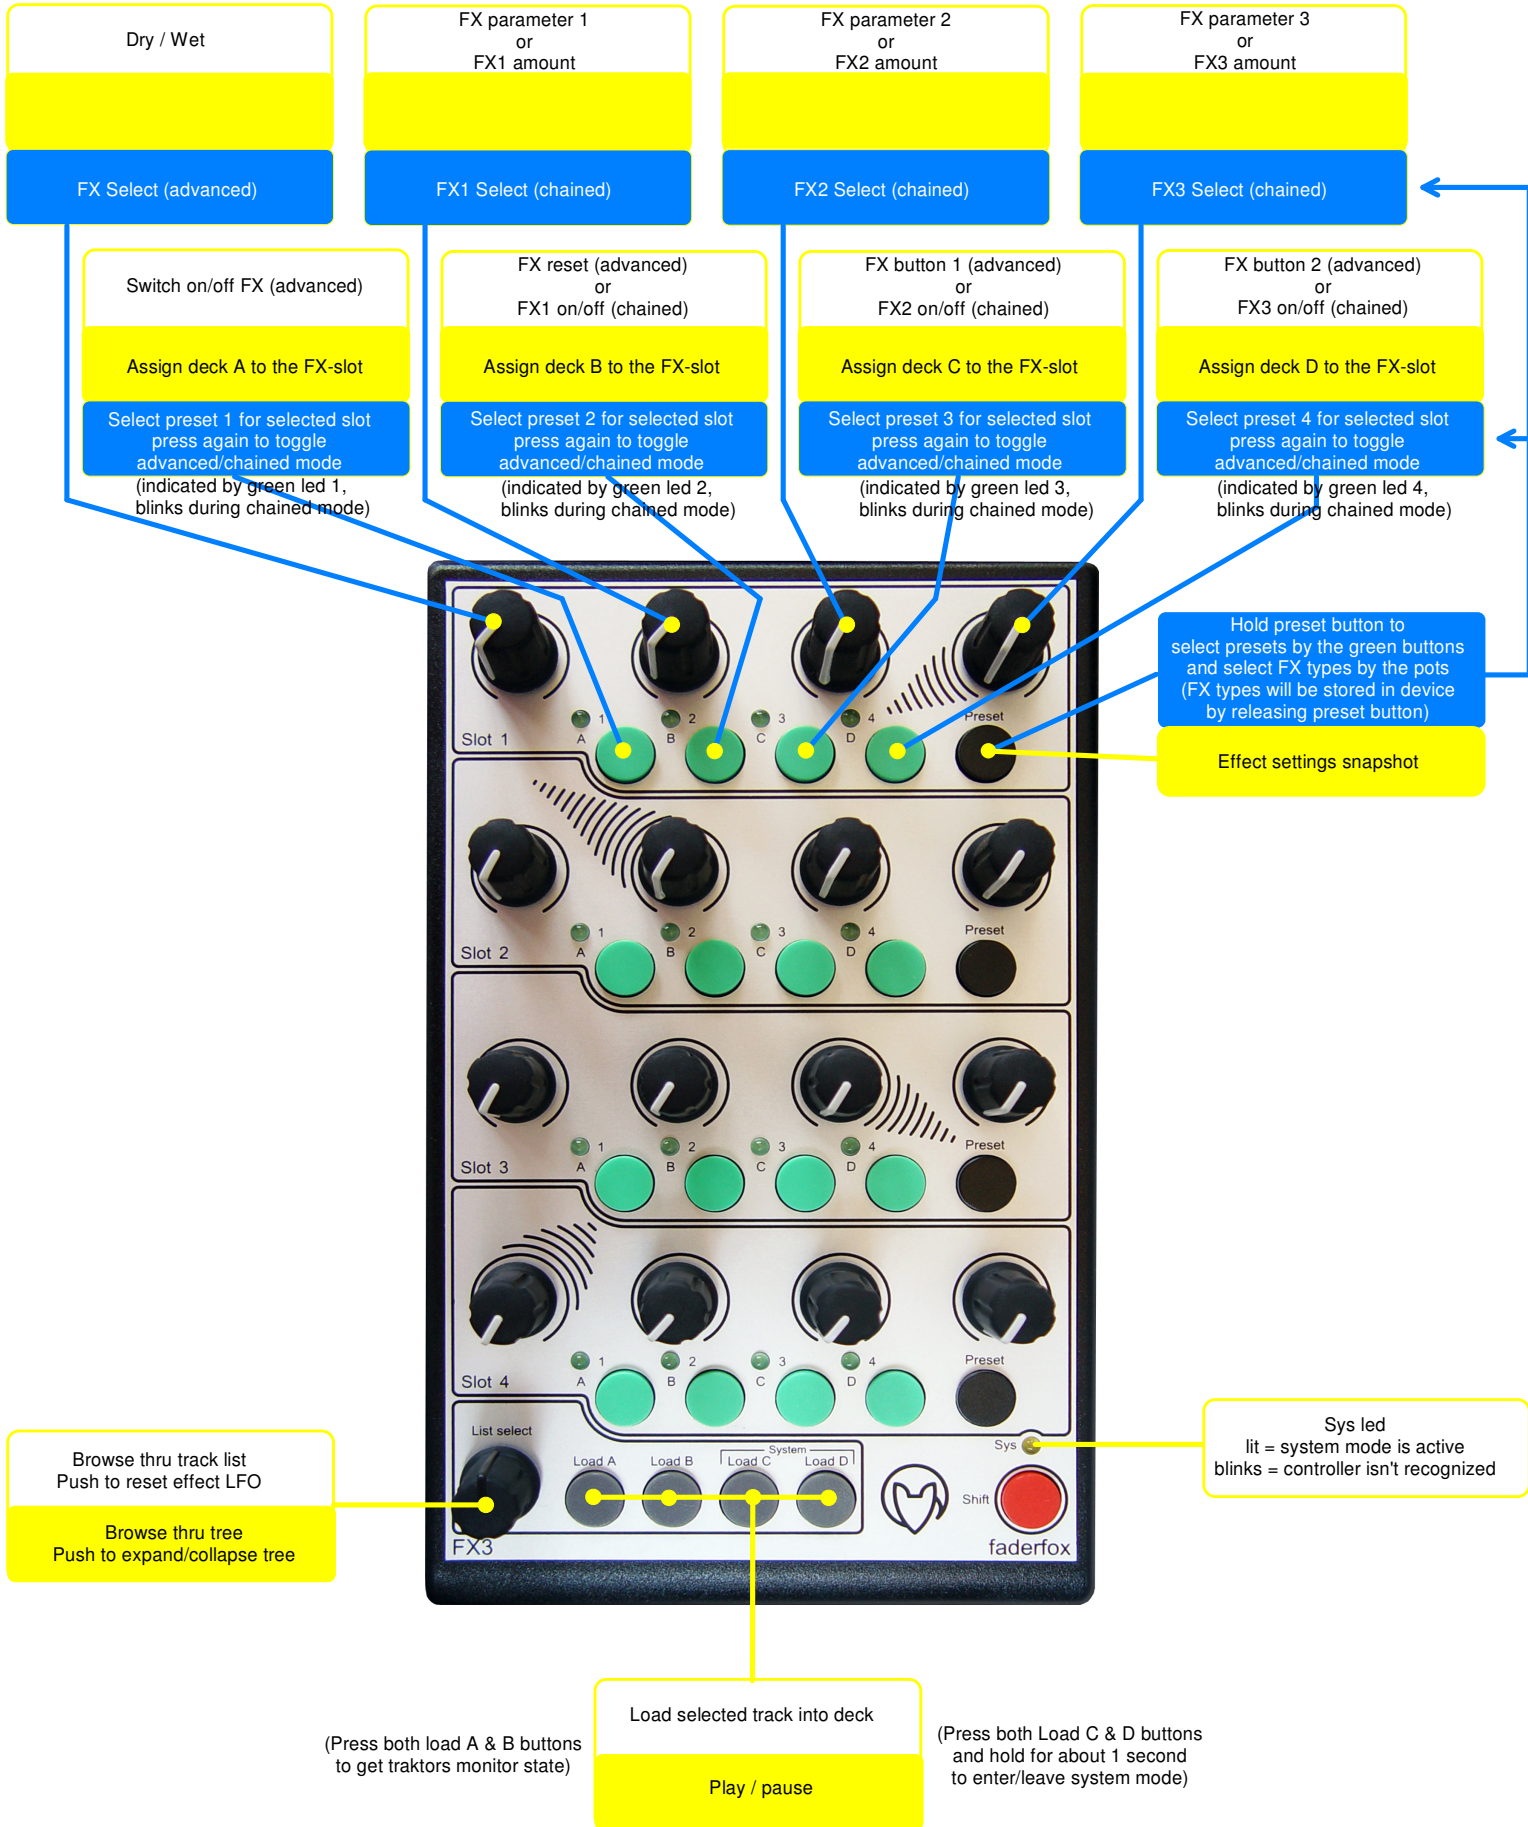 Dry / Wet
FX parameter 1
or
FX1 amount
FX parameter 2
or
FX2 amount
FX parameter 3
or
FX3 amount
FX Select (advanced)
FX1 Select (chained)
FX2 Select (chained)
FX3 Select (chained)
Switch on/off FX (advanced)
FX reset (advanced)
or
FX1 on/off (chained)
FX button 1 (advanced)
or
FX2 on/off (chained)
FX button 2 (advanced)
or
FX3 on/off (chained)
Assign deck A to the FX-slot
Assign deck B to the FX-slot
Assign deck C to the FX-slot
Assign deck D to the FX-slot
Select preset 1 for selected slot
press again to toggle
advanced/chained mode
(indicated by green led 1,
blinks during chained mode)
Select preset 2 for selected slot
press again to toggle
advanced/chained mode
(indicated by green led 2,
blinks during chained mode)
Select preset 3 for selected slot
press again to toggle
advanced/chained mode
(indicated by green led 3,
blinks during chained mode)
Select preset 4 for selected slot
press again to toggle
advanced/chained mode
(indicated by green led 4,
blinks during chained mode)
Hold preset button to
select presets by the green buttons
and select FX types by the pots
(FX types will be stored in device
by releasing preset button)
Effect settings snapshot
1 2 3 4 Preset
Slot 1 A B C D
1 2 3 4 Preset
Slot 2 A B C D
1 2 3 4 Preset
Slot 3 A B C D
1 2 3 4 Preset
Slot 4 A B C D
List select
System
Load A Load B Load C Load D
Sys
Shift
FX3
faderfox
Browse thru track list
Push to reset effect LFO
Browse thru tree
Push to expand/collapse tree
Sys led
lit = system mode is active
blinks = controller isn't recognized
(Press both load A & B buttons
to get traktors monitor state)
Load selected track into deck
Play / pause
(Press both Load C & D buttons
and hold for about 1 second
to enter/leave system mode)